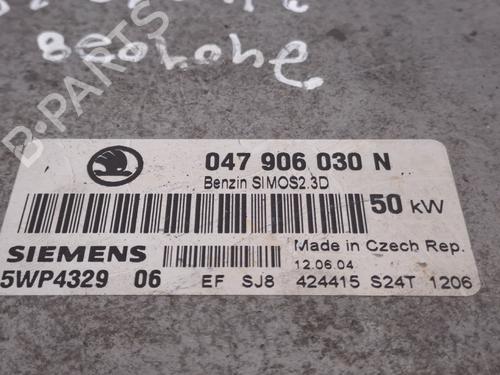 047 906 030 N
Benzin SIMOS2.3D
50 kW
SIEMENS
Made in Czech Rep.
12.06.04
5WP4329 06
EF SJ8 424415 S24T 1206
B-PARTS